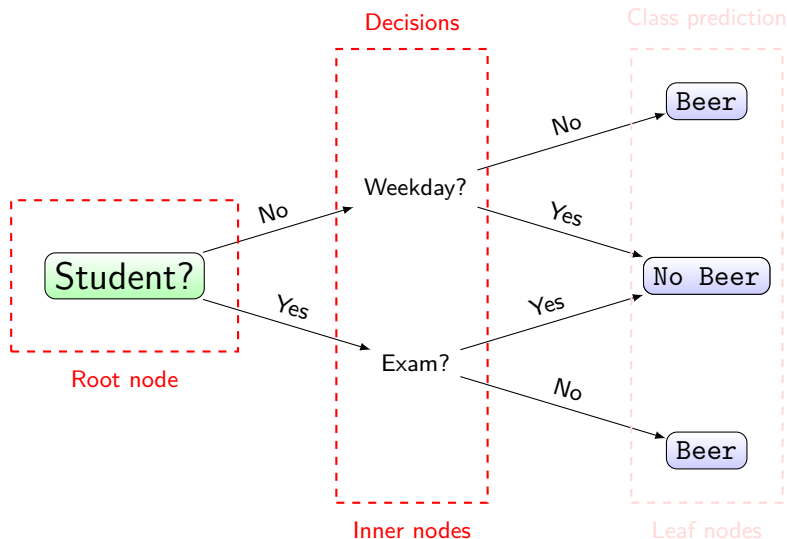 Class prediction
Decisions
Beer
No
Weekday?
No
Yes
Student?
No Beer
Yes
Yes
Exam?
Root node
No
Beer
Inner nodes
Leaf nodes